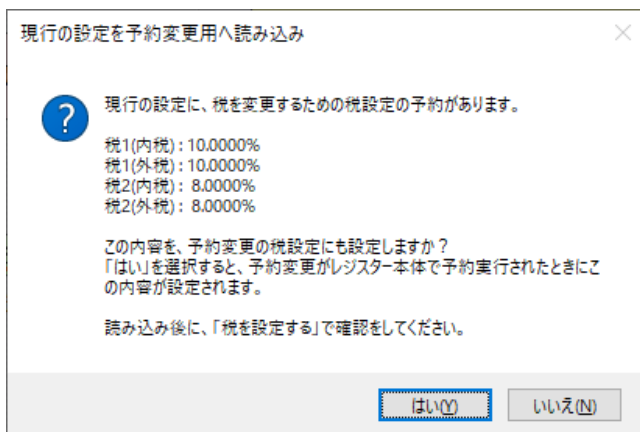 現行の設定を予約変更用へ読み込み
現行の設定に、税を変更するための税設定の予約があります。
税1(内税) : 10.0000%
税1(外税) : 10.0000%
税2(内税) : 8.0000%
税2(外税) : 8.0000%
この内容を、予約変更の税設定にも設定しますか？
「はい」を選択すると、予約変更がレジスター本体で予約実行されたときにこ
の内容が設定されます。
読み込み後に、「税を設定する」で確認をしてください。
はい(Y)
いいえ(N)